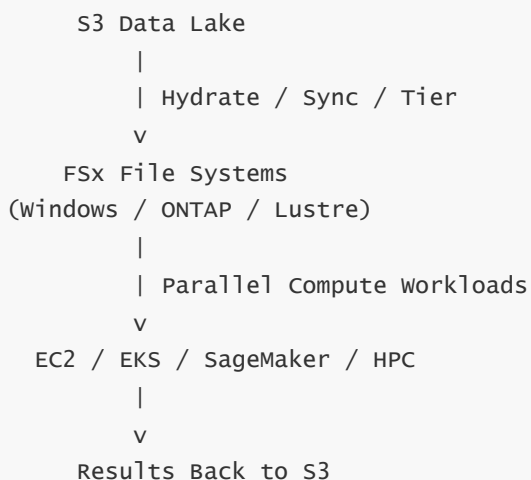 S3 Data Lake
|
| Hydrate / Sync / Tier
v
FSx File Systems
(Windows / ONTAP / Lustre)
|
| Parallel Compute Workloads
v
EC2 / EKS / SageMaker / HPC
|
v
Results Back to S3